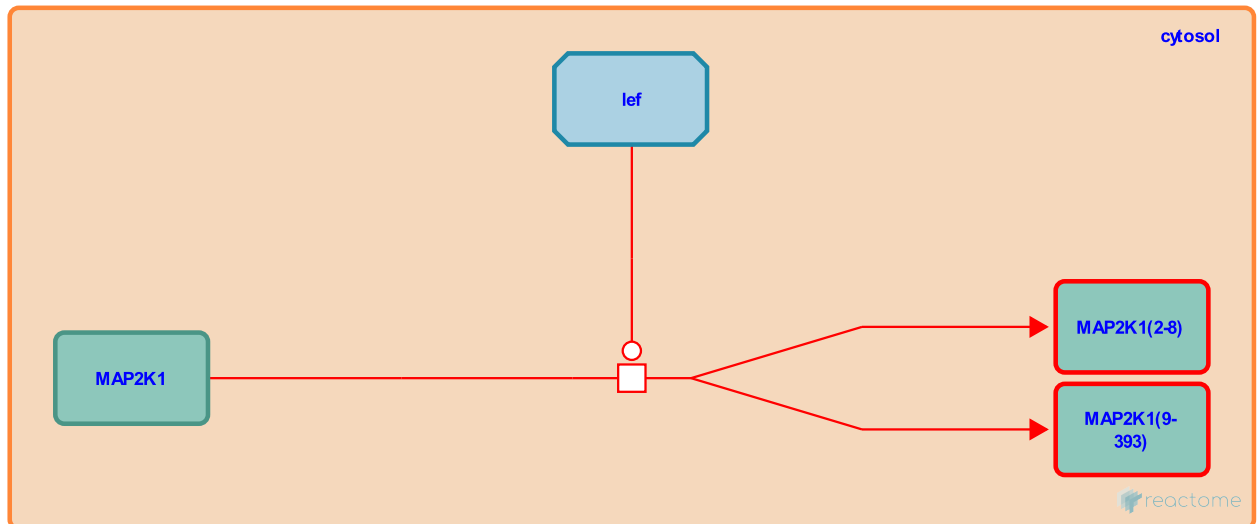 cytosol
lef
MAP2K1
MAP2K1(2-8)
MAP2K1(9-
393)
reactome